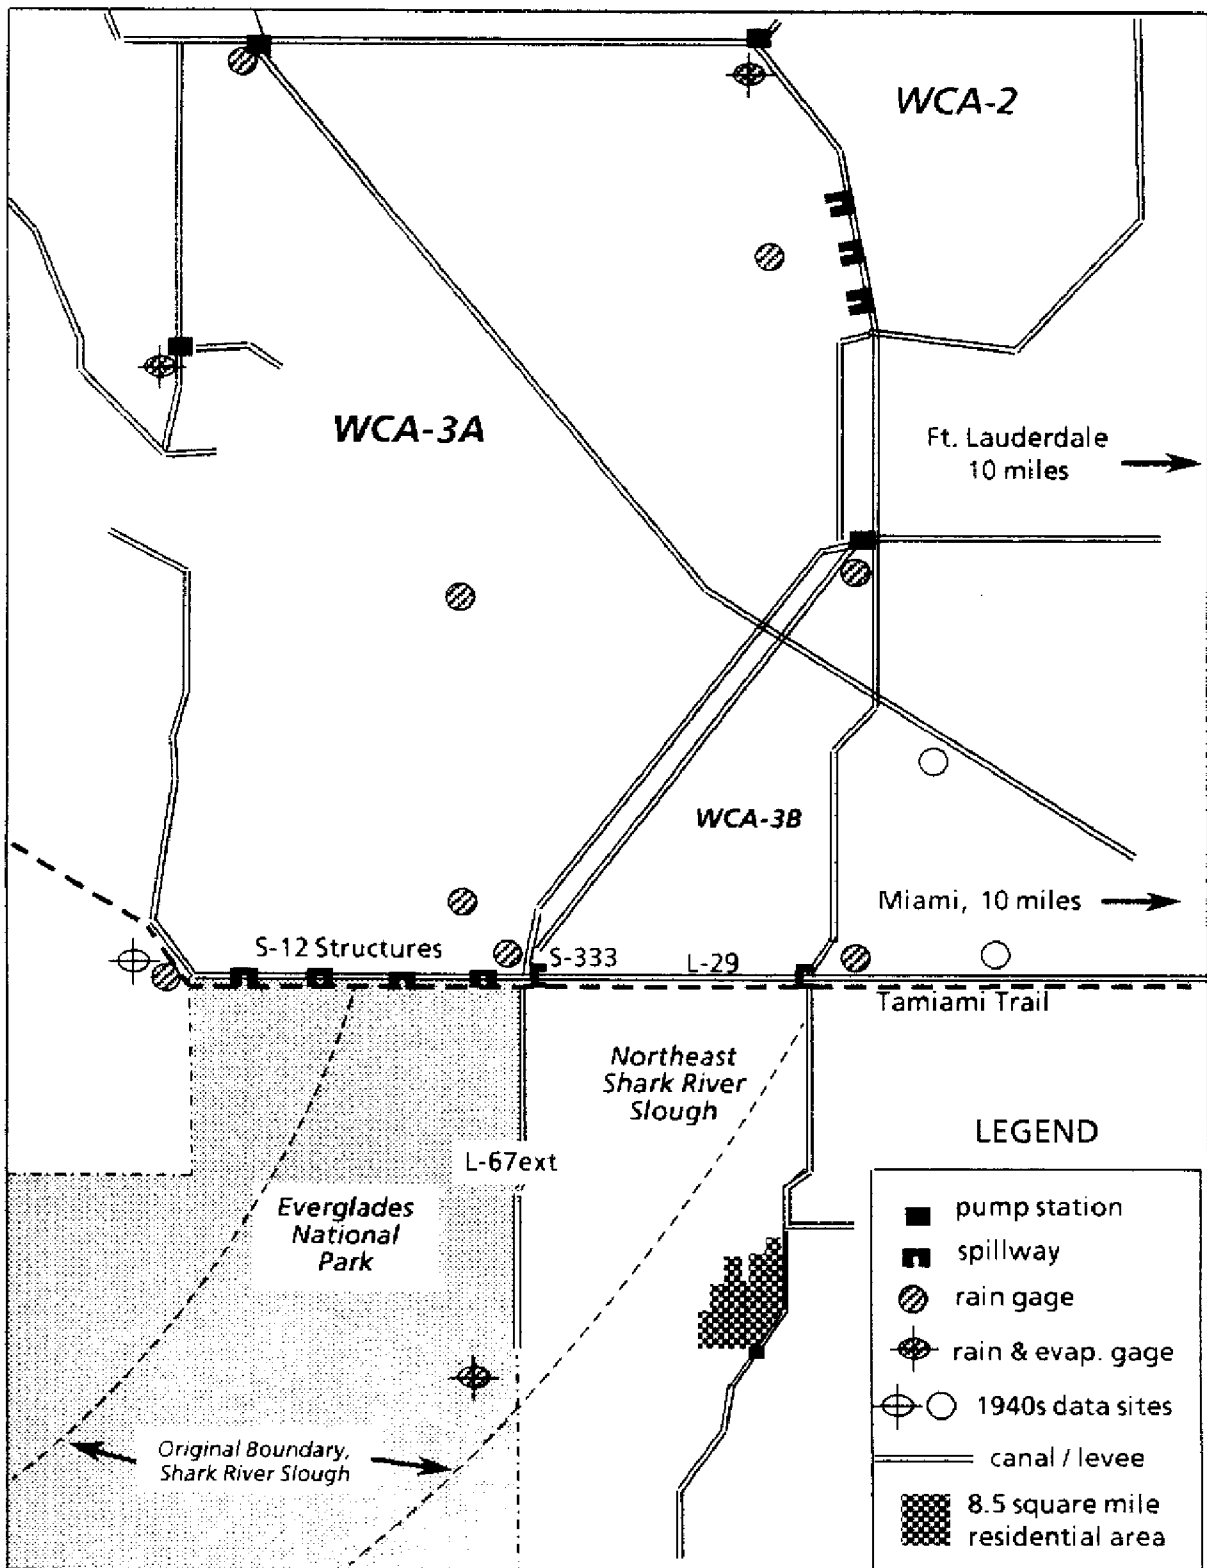 WCA-2
WCA-3A
Ft. Lauderdale
10 miles
WCA-3B
Miami, 10 miles
S-12 Structures
S-333
L-29
Tamiami Trail
Northeast
Shark River
Slough
L-67ext
Everglades
National
Park
Original Boundary,
Shark River Slough
LEGEND
pump station
spillway
rain gage
rain & evap. gage
1940s data sites
canal / levee
8.5 square mile
residential area